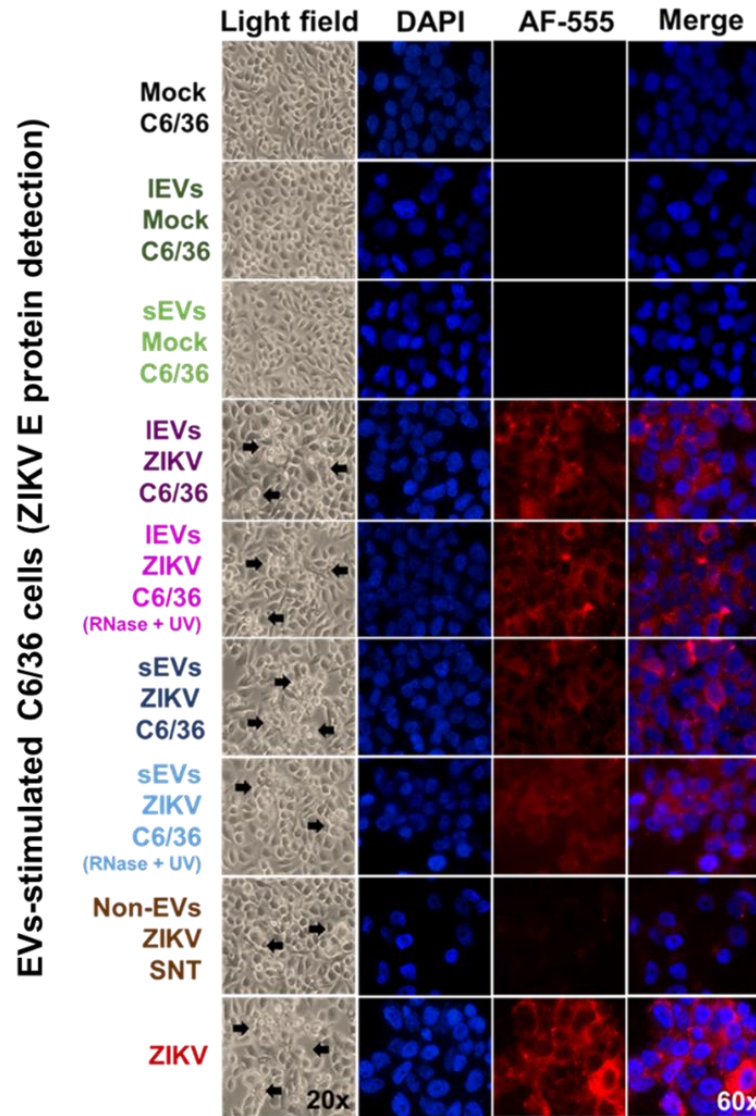 Light field DAPI AF-555 Merge
EVs-stimulated C6/36 cells (ZIKV E protein detection)
Mock
C6/36
lEVs
Mock
C6/36
sEVs
Mock
C6/36
lEVs
ZIKV
C6/36
lEVs
ZIKV
C6/36
(RNase + UV)
sEVs
ZIKV
C6/36
sEVs
ZIKV
C6/36
(RNase + UV)
Non-EVs
ZIKV
SNT
ZIKV
20x
60x